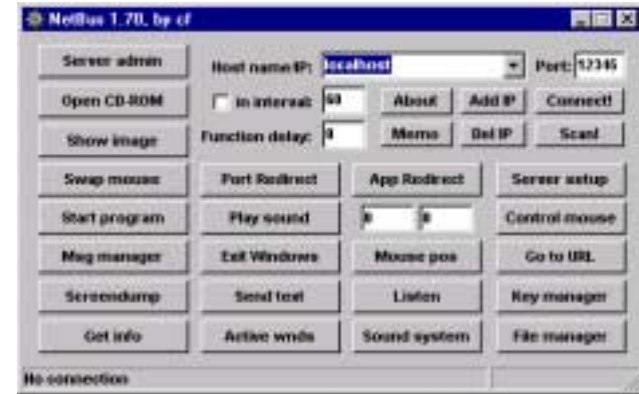 NetBus 1.70, by cf
Server admin Host name/IP: localhost Port: 12345
Open CD-ROM in interval: 60 About Add IP Connect!
Show image Function delay: 0 Memo Del IP Scan!
Swap mouse Port Redirect App Redirect Server setup
Start program Play sound 0 0 Control mouse
Msg manager Exit Windows Mouse pos Go to URL
Screendump Send text Listen Key manager
Get info Active wnds Sound system File manager
No connection